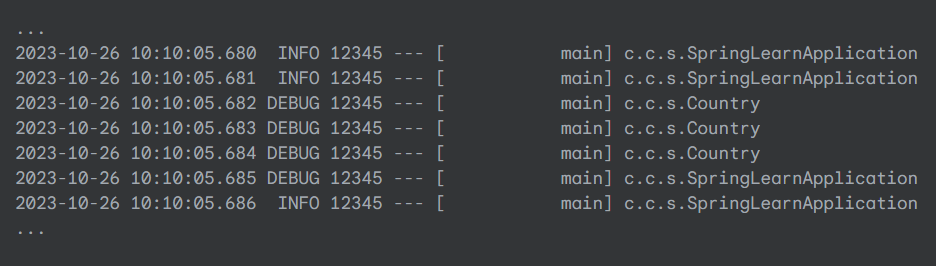 ...
2023-10-26 10:10:05.680  INFO 12345 --- [           main] c.c.s.SpringLearnApplication
2023-10-26 10:10:05.681  INFO 12345 --- [           main] c.c.s.SpringLearnApplication
2023-10-26 10:10:05.682 DEBUG 12345 --- [           main] c.c.s.Country
2023-10-26 10:10:05.683 DEBUG 12345 --- [           main] c.c.s.Country
2023-10-26 10:10:05.684 DEBUG 12345 --- [           main] c.c.s.Country
2023-10-26 10:10:05.685 DEBUG 12345 --- [           main] c.c.s.SpringLearnApplication
2023-10-26 10:10:05.686  INFO 12345 --- [           main] c.c.s.SpringLearnApplication
...